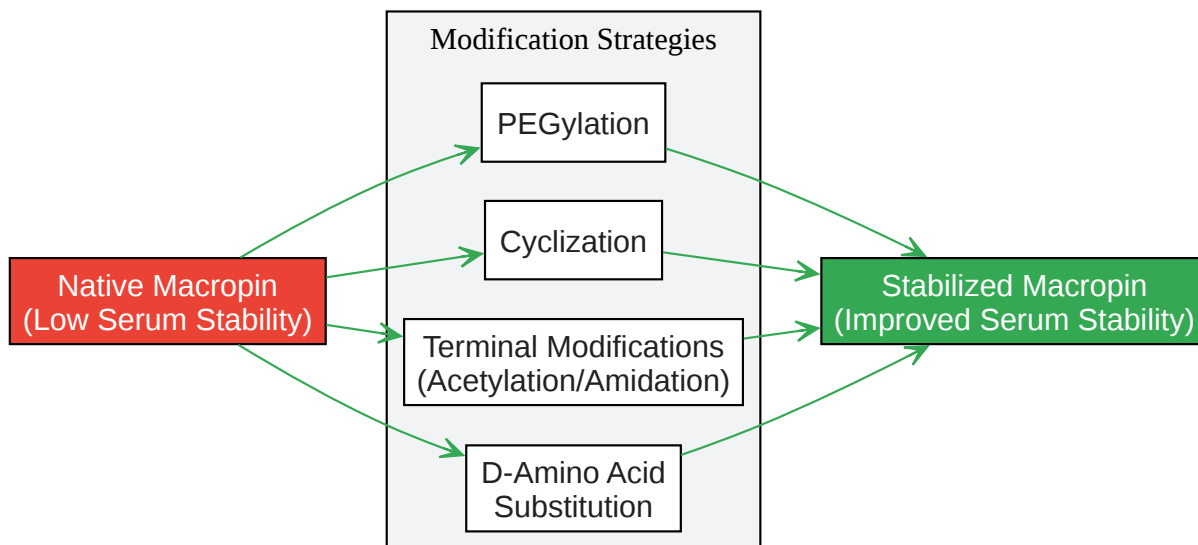 Modification Strategies
PEGylation
Cyclization
Native Macropin
(Low Serum Stability)
Stabilized Macropin
(Improved Serum Stability)
Terminal Modifications
(Acetylation/Amidation)
D-Amino Acid
Substitution